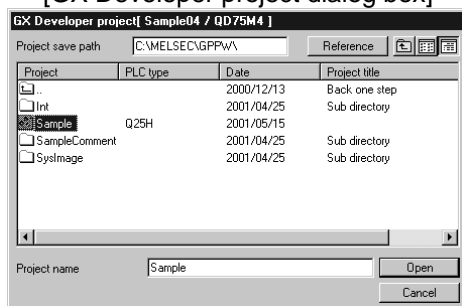 [GX Developer project dialog box]
GX Developer project[ Sample04 / QD75M4 ]
Project save path C:\MELSEC\GPPW\ Reference
Project PLC type Date Project title
.. 2000/12/13 Back one step
Int 2001/04/25 Sub directory
Sample Q25H 2001/05/15
SampleComment 2001/04/25 Sub directory
SysImage 2001/04/25 Sub directory
Project name Sample Open
Cancel